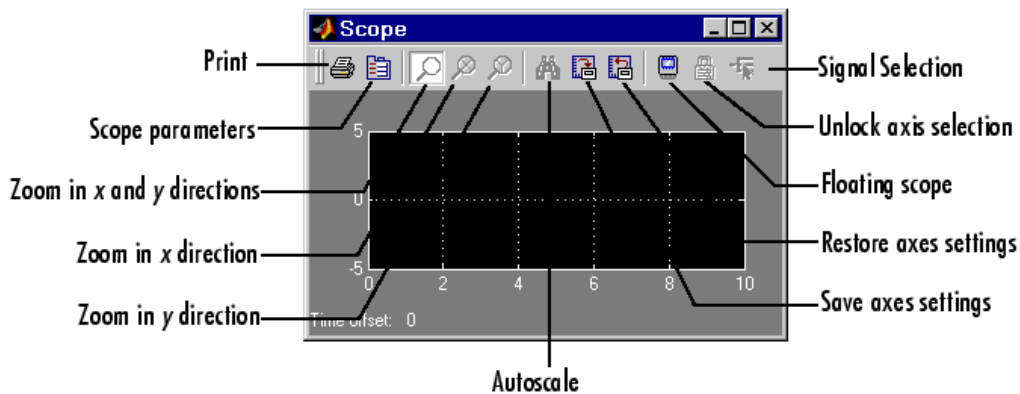 Scope
Print
Signal Selection
Scope parameters
Unlock axis selection
5
Zoom in x and y directions
Floating scope
0
Zoom in x direction
Restore axes settings
-5
0 2 4 6 8 10
Zoom in y direction
Save axes settings
Time offset: 0
Autoscale